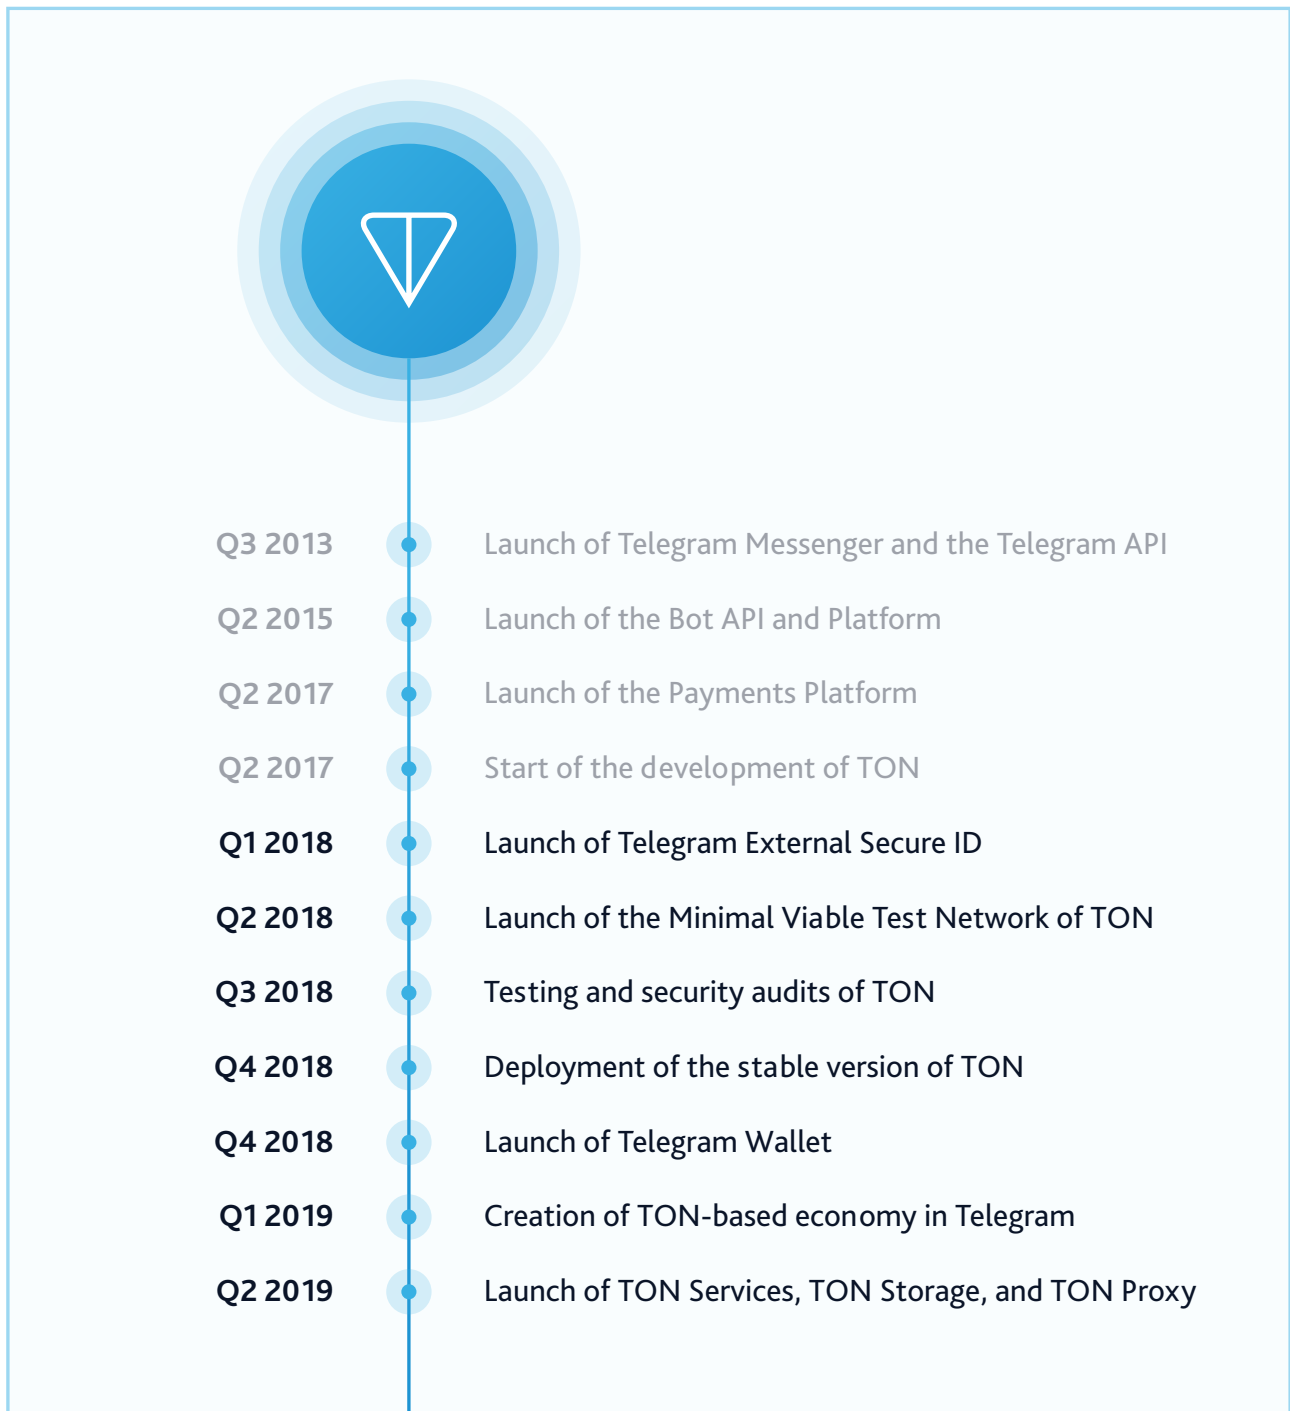 Q3 2013 Launch of Telegram Messenger and the Telegram API
Q2 2015 Launch of the Bot API and Platform
Q2 2017 Launch of the Payments Platform
Q2 2017 Start of the development of TON
Q1 2018 Launch of Telegram External Secure ID
Q2 2018 Launch of the Minimal Viable Test Network of TON
Q3 2018 Testing and security audits of TON
Q4 2018 Deployment of the stable version of TON
Q4 2018 Launch of Telegram Wallet
Q1 2019 Creation of TON-based economy in Telegram
Q2 2019 Launch of TON Services, TON Storage, and TON Proxy